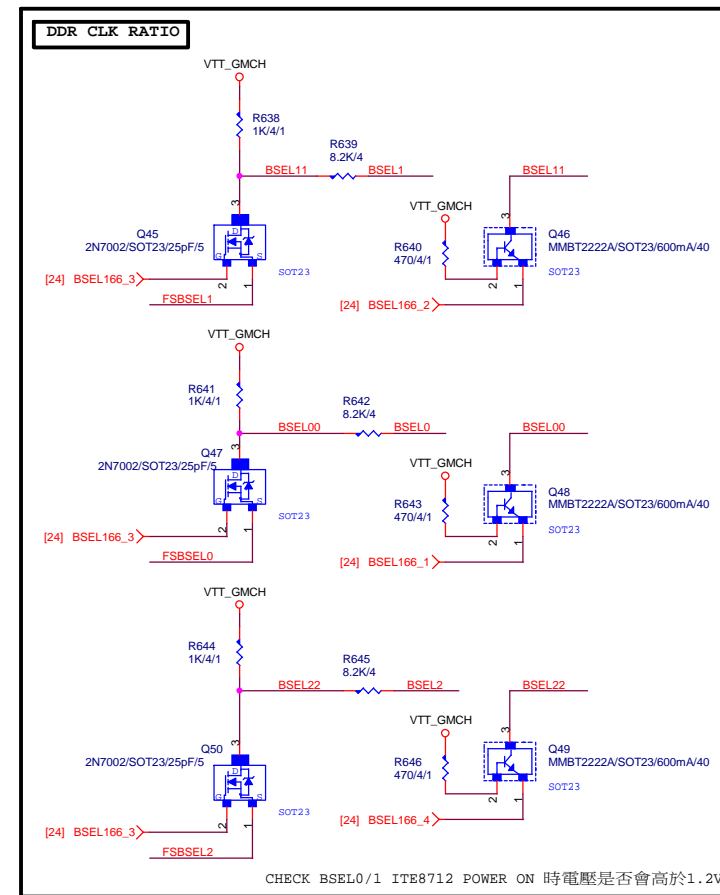 DDR CLK RATIO
VTT_GMCH
R638
1K/4/1
R639
8.2K/4
BSEL11
BSEL1
BSEL11
3
Q45
2N7002/SOT23/25pF/5
D
G
S
SOT23
2
1
[24] BSEL166_3
FSBSEL1
VTT_GMCH
R640
470/4/1
3
Q46
MMBT2222A/SOT23/600mA/40
SOT23
2
1
[24] BSEL166_2
VTT_GMCH
R641
1K/4/1
R642
8.2K/4
BSEL00
BSEL0
BSEL00
3
Q47
2N7002/SOT23/25pF/5
D
G
S
SOT23
2
1
[24] BSEL166_3
FSBSEL0
VTT_GMCH
R643
470/4/1
3
Q48
MMBT2222A/SOT23/600mA/40
SOT23
2
1
[24] BSEL166_1
VTT_GMCH
R644
1K/4/1
R645
8.2K/4
BSEL22
BSEL2
BSEL22
3
Q50
2N7002/SOT23/25pF/5
D
G
S
SOT23
2
1
[24] BSEL166_3
FSBSEL2
VTT_GMCH
R646
470/4/1
3
Q49
MMBT2222A/SOT23/600mA/40
SOT23
2
1
[24] BSEL166_4
CHECK BSEL0/1 ITE8712 POWER ON 時電壓是否會高於1.2V